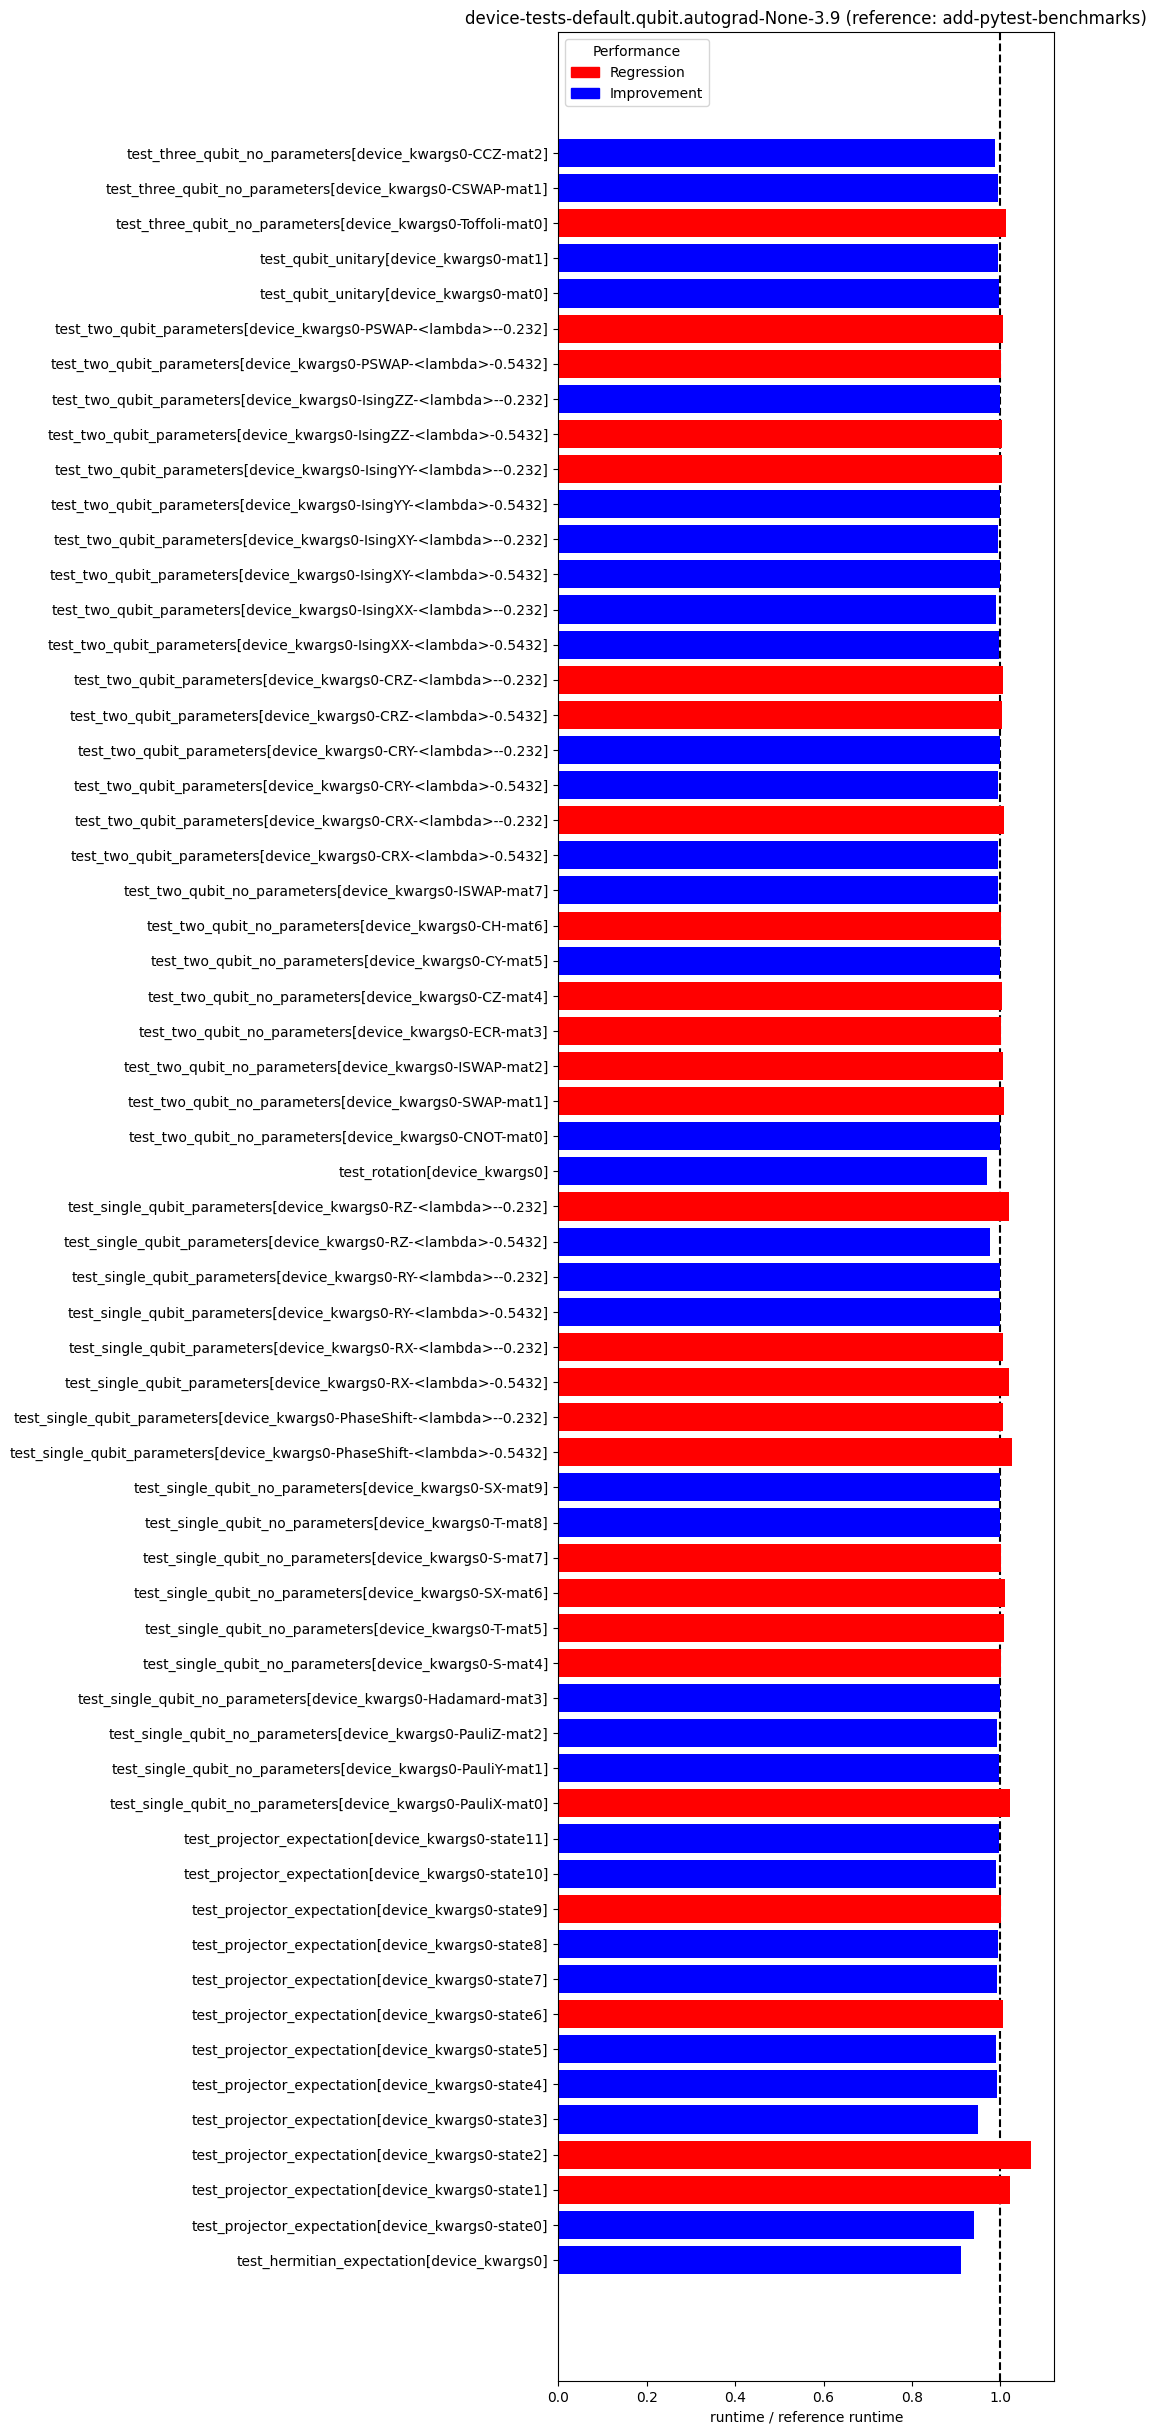 device-tests-default.qubit.autograd-None-3.9 (reference: add-pytest-benchmarks)
Performance
Regression
Improvement
test_three_qubit_no_parameters[device_kwargs0-CCZ-mat2]
test_three_qubit_no_parameters[device_kwargs0-CSWAP-mat1]
test_three_qubit_no_parameters[device_kwargs0-Toffoli-mat0]
test_qubit_unitary[device_kwargs0-mat1]
test_qubit_unitary[device_kwargs0-mat0]
test_two_qubit_parameters[device_kwargs0-PSWAP-<lambda>--0.232]
test_two_qubit_parameters[device_kwargs0-PSWAP-<lambda>-0.5432]
test_two_qubit_parameters[device_kwargs0-IsingZZ-<lambda>--0.232]
test_two_qubit_parameters[device_kwargs0-IsingZZ-<lambda>-0.5432]
test_two_qubit_parameters[device_kwargs0-IsingYY-<lambda>--0.232]
test_two_qubit_parameters[device_kwargs0-IsingYY-<lambda>-0.5432]
test_two_qubit_parameters[device_kwargs0-IsingXY-<lambda>--0.232]
test_two_qubit_parameters[device_kwargs0-IsingXY-<lambda>-0.5432]
test_two_qubit_parameters[device_kwargs0-IsingXX-<lambda>--0.232]
test_two_qubit_parameters[device_kwargs0-IsingXX-<lambda>-0.5432]
test_two_qubit_parameters[device_kwargs0-CRZ-<lambda>--0.232]
test_two_qubit_parameters[device_kwargs0-CRZ-<lambda>-0.5432]
test_two_qubit_parameters[device_kwargs0-CRY-<lambda>--0.232]
test_two_qubit_parameters[device_kwargs0-CRY-<lambda>-0.5432]
test_two_qubit_parameters[device_kwargs0-CRX-<lambda>--0.232]
test_two_qubit_parameters[device_kwargs0-CRX-<lambda>-0.5432]
test_two_qubit_no_parameters[device_kwargs0-ISWAP-mat7]
test_two_qubit_no_parameters[device_kwargs0-CH-mat6]
test_two_qubit_no_parameters[device_kwargs0-CY-mat5]
test_two_qubit_no_parameters[device_kwargs0-CZ-mat4]
test_two_qubit_no_parameters[device_kwargs0-ECR-mat3]
test_two_qubit_no_parameters[device_kwargs0-ISWAP-mat2]
test_two_qubit_no_parameters[device_kwargs0-SWAP-mat1]
test_two_qubit_no_parameters[device_kwargs0-CNOT-mat0]
test_rotation[device_kwargs0]
test_single_qubit_parameters[device_kwargs0-RZ-<lambda>--0.232]
test_single_qubit_parameters[device_kwargs0-RZ-<lambda>-0.5432]
test_single_qubit_parameters[device_kwargs0-RY-<lambda>--0.232]
test_single_qubit_parameters[device_kwargs0-RY-<lambda>-0.5432]
test_single_qubit_parameters[device_kwargs0-RX-<lambda>--0.232]
test_single_qubit_parameters[device_kwargs0-RX-<lambda>-0.5432]
test_single_qubit_parameters[device_kwargs0-PhaseShift-<lambda>--0.232]
test_single_qubit_parameters[device_kwargs0-PhaseShift-<lambda>-0.5432]
test_single_qubit_no_parameters[device_kwargs0-SX-mat9]
test_single_qubit_no_parameters[device_kwargs0-T-mat8]
test_single_qubit_no_parameters[device_kwargs0-S-mat7]
test_single_qubit_no_parameters[device_kwargs0-SX-mat6]
test_single_qubit_no_parameters[device_kwargs0-T-mat5]
test_single_qubit_no_parameters[device_kwargs0-S-mat4]
test_single_qubit_no_parameters[device_kwargs0-Hadamard-mat3]
test_single_qubit_no_parameters[device_kwargs0-PauliZ-mat2]
test_single_qubit_no_parameters[device_kwargs0-PauliY-mat1]
test_single_qubit_no_parameters[device_kwargs0-PauliX-mat0]
test_projector_expectation[device_kwargs0-state11]
test_projector_expectation[device_kwargs0-state10]
test_projector_expectation[device_kwargs0-state9]
test_projector_expectation[device_kwargs0-state8]
test_projector_expectation[device_kwargs0-state7]
test_projector_expectation[device_kwargs0-state6]
test_projector_expectation[device_kwargs0-state5]
test_projector_expectation[device_kwargs0-state4]
test_projector_expectation[device_kwargs0-state3]
test_projector_expectation[device_kwargs0-state2]
test_projector_expectation[device_kwargs0-state1]
test_projector_expectation[device_kwargs0-state0]
test_hermitian_expectation[device_kwargs0]
0.0 0.2 0.4 0.6 0.8 1.0
runtime / reference runtime